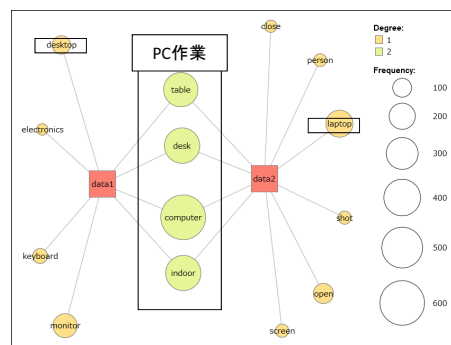 close
Degree:
1
2
desktop
PC作業
person
Frequency:
table
100
200
laptop
electronics
desk
300
data1
data2
400
computer
shot
keyboard
500
indoor
open
monitor
screen
600